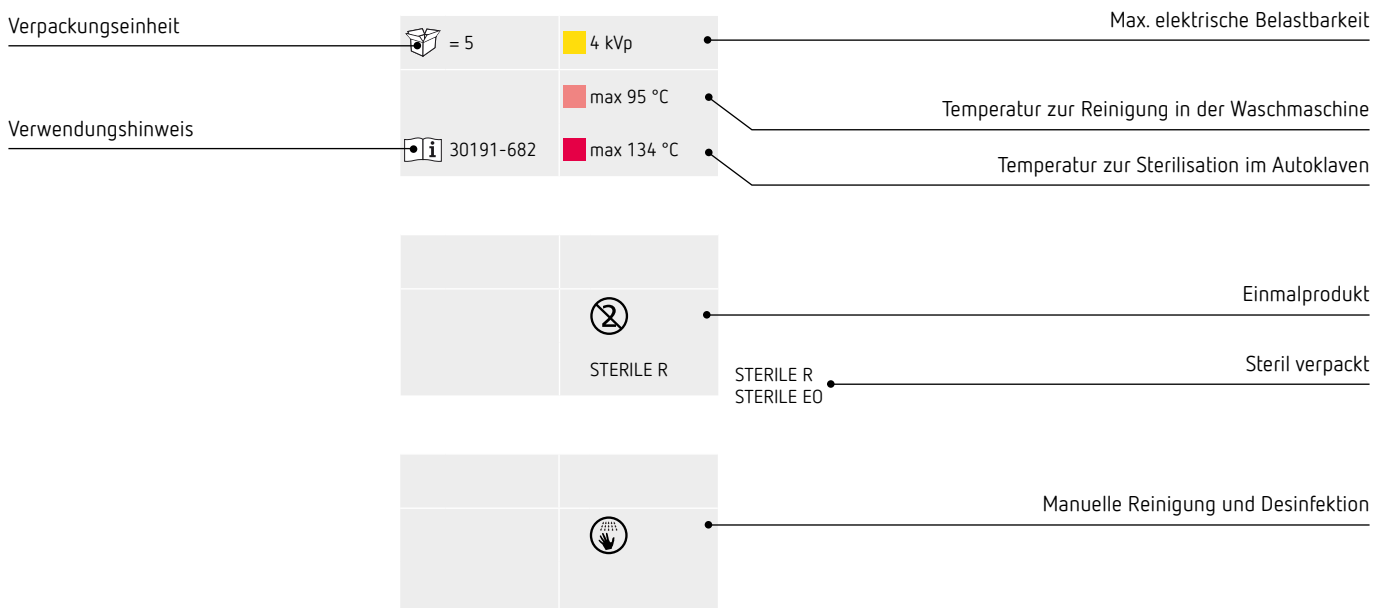 Verpackungseinheit
= 5
4 kVp
Max. elektrische Belastbarkeit
max 95 °C
Temperatur zur Reinigung in der Waschmaschine
Verwendungshinweis
i 30191-682
max 134 °C
Temperatur zur Sterilisation im Autoklaven
2
Einmalprodukt
STERILE R
STERILE R
STERILE EO
Steril verpackt
Manuelle Reinigung und Desinfektion